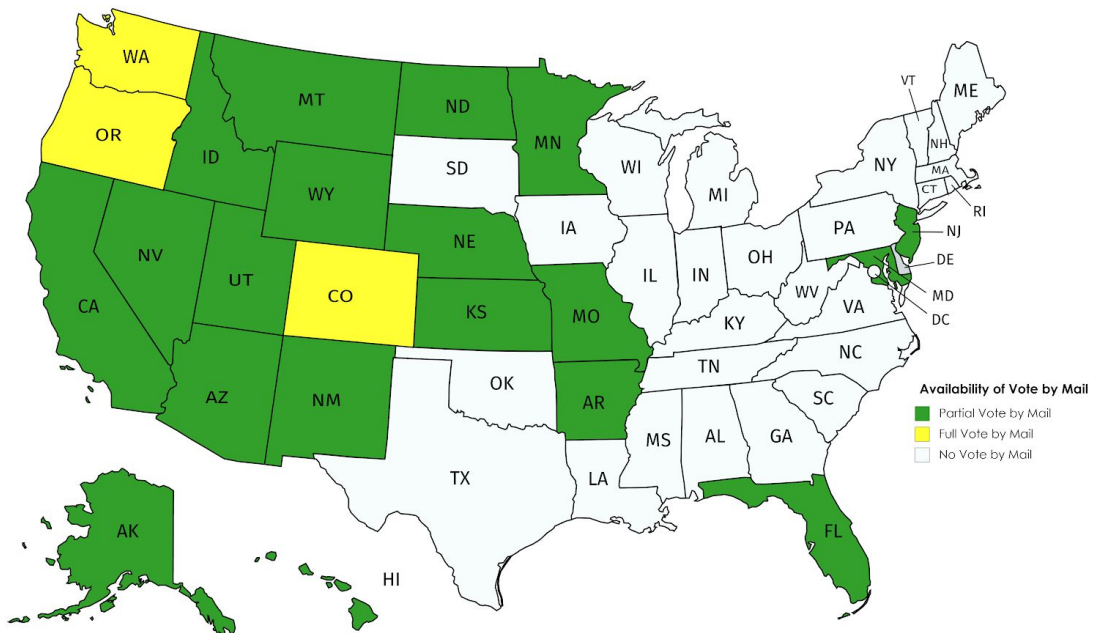 WA
OR
ID
MT
ND
MN
WY
SD
NE
KS
CO
UT
NV
CA
AZ
NM
MO
AR
IA
WI
MI
IL
IN
OH
KY
TN
WV
VA
NC
SC
OK
TX
LA
MS
AL
GA
FL
PA
NY
VT
NH
ME
MA
CT
RI
NJ
DE
MD
DC
AK
HI
Availability of Vote by Mail
Partial Vote by Mail
Full Vote by Mail
No Vote by Mail